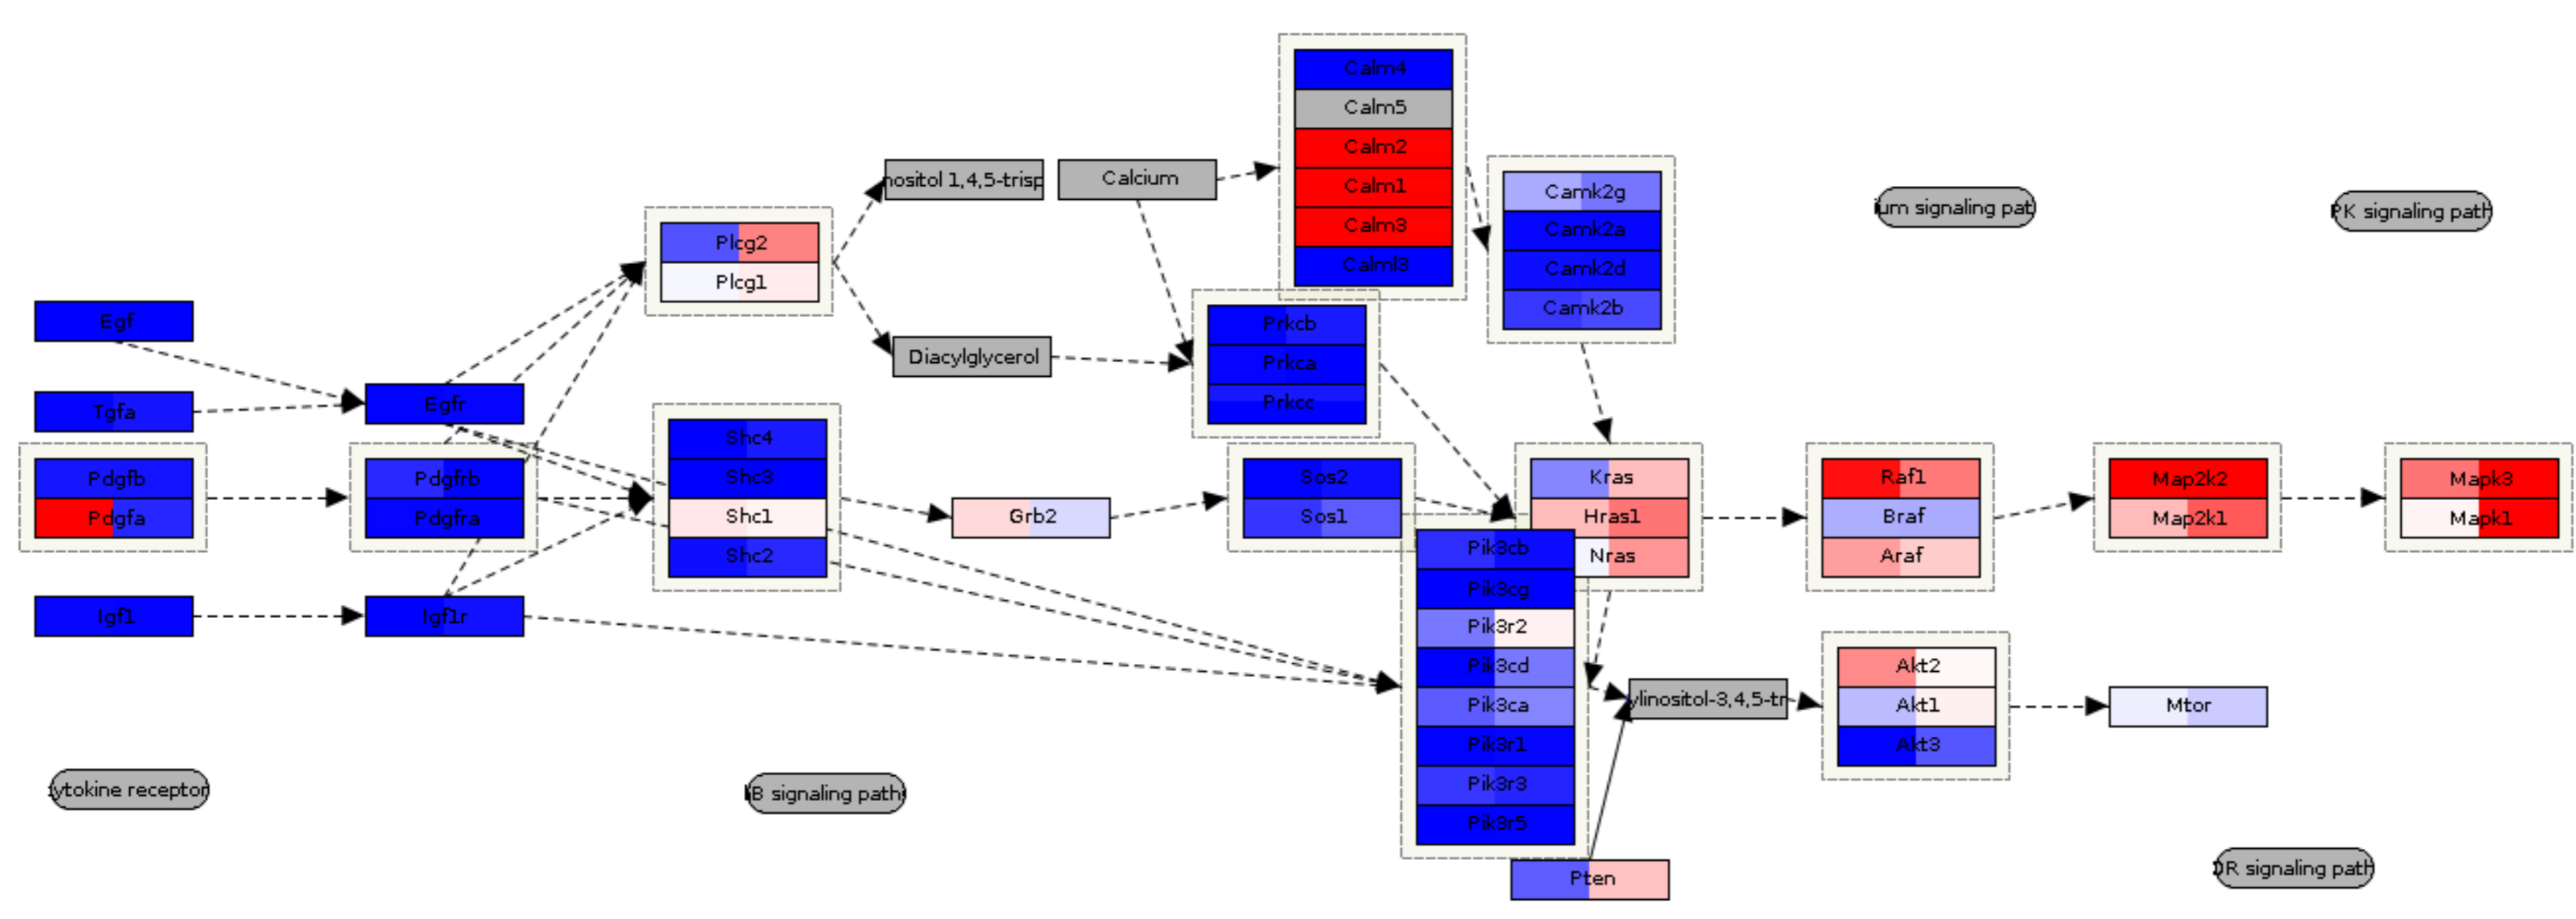 Calm4
Calm5
Calm2
Calm1
Calm3
Calml3
Camk2g
Camk2a
Camk2d
Camk2b
nositol 1,4,5-trisp
Calcium
ium signaling pat
PK signaling path
Plcg2
Plcg1
Egf
Tgfa
Pdgfb
Pdgfa
Igf1
Egfr
Pdgfrb
Pdgfra
Igf1r
Diacylglycerol
Prkcb
Prkca
Prkcc
Shc4
Shc3
Shc1
Shc2
Grb2
Sos2
Sos1
Kras
Hras1
Nras
Raf1
Braf
Araf
Map2k2
Map2k1
Mapk3
Mapk1
Pik3cb
Pik3cg
Pik3r2
Pik3cd
Pik3ca
Pik3r1
Pik3r3
Pik3r5
ylinositol-3,4,5-tr
Akt2
Akt1
Akt3
Mtor
ytokine receptor
B signaling path
Pten
OR signaling path